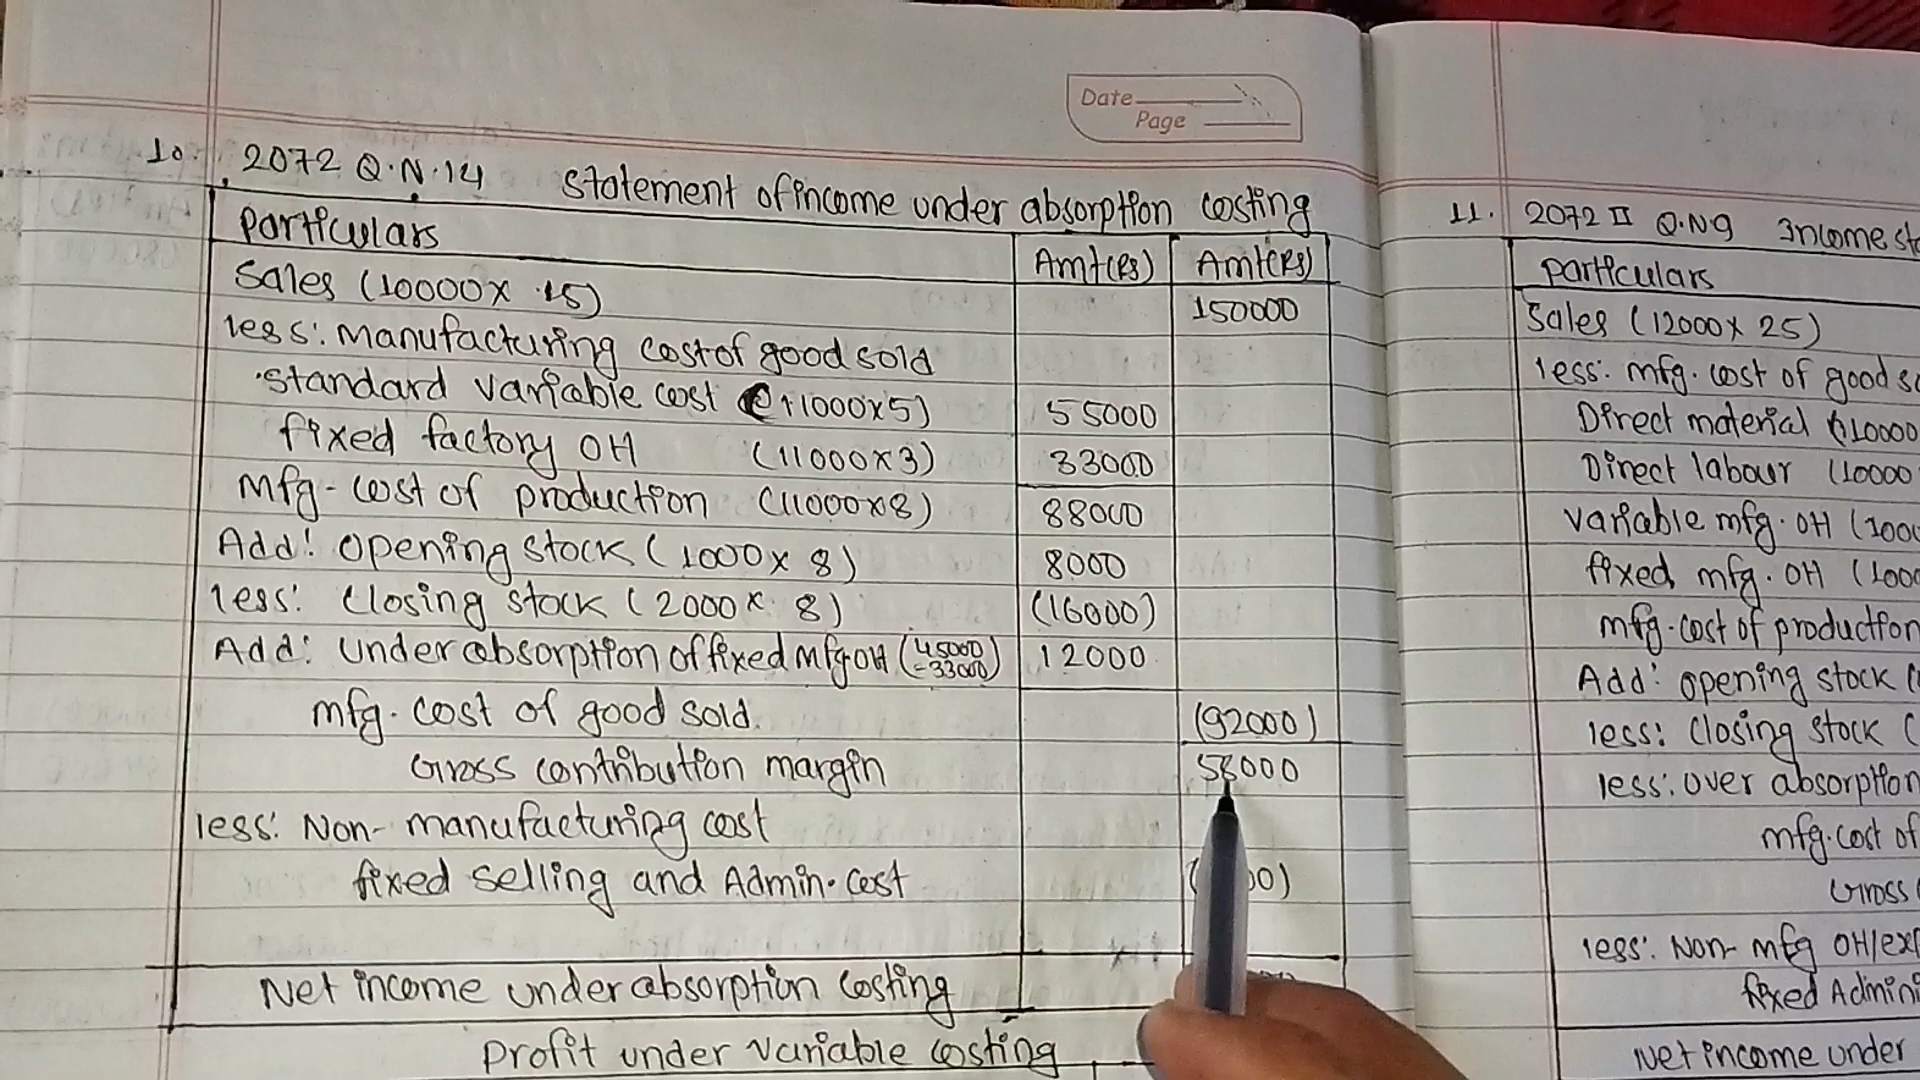 Date
Page
10. 2072 Q.N.14 Statement of income under absorption costing
Particulars Amt(Rs) Amt(Rs)
Sales (10000x 15) 150000
less: Manufacturing cost of good sold
Standard variable cost (11000x5) 55000
fixed factory OH (11000x3) 33000
Mfg-cost of production (11000x8) 88000
Add: opening stock (1000x 8) 8000
less: closing stock (2000x 8) (16000)
Add: Under absorption of fixed mfg OH (45000 -33000) 12000
mfg. cost of good sold. (92000)
Gross contribution margin 58000
less: Non-manufacturing cost
fixed selling and Admin. cost
Net income under absorption costing
Profit under variable costing
11. 2072 II Q.N9 Income
Particulars
Sales (12000x 25)
less: mfg. cost of good
Direct material (10000
Direct labour (10000
variable mfg. OH (
fixed mfg. OH (
mfg-cost of production
Add: opening stock (
less: closing stock (
less: over absorption
mfg. cost of
Gross
less: Non-mfg OH/
fixed
Net income under